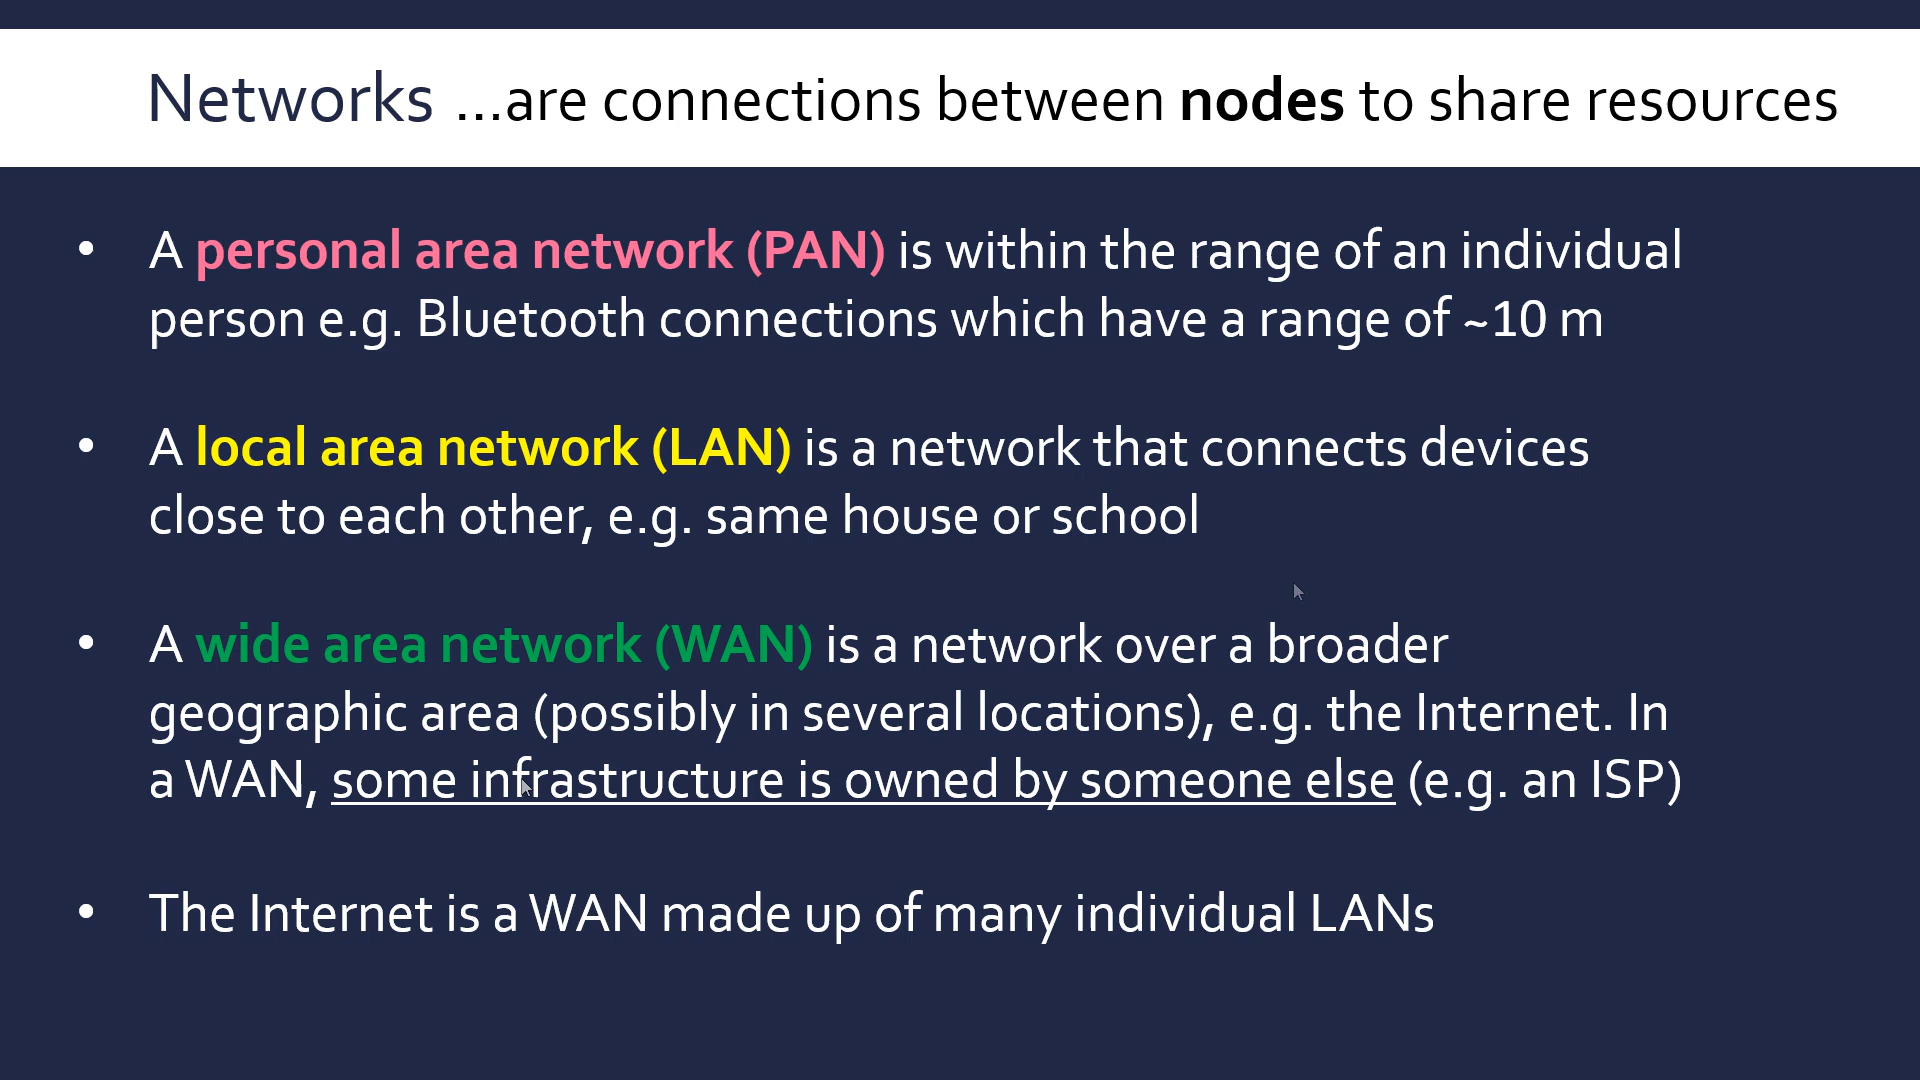 Networks ...are connections between nodes to share resources
• A personal area network (PAN) is within the range of an individual
person e.g. Bluetooth connections which have a range of ~10 m
• A local area network (LAN) is a network that connects devices
close to each other, e.g. same house or school
• A wide area network (WAN) is a network over a broader
geographic area (possibly in several locations), e.g. the Internet. In
a WAN, some infrastructure is owned by someone else (e.g. an ISP)
• The Internet is a WAN made up of many individual LANs